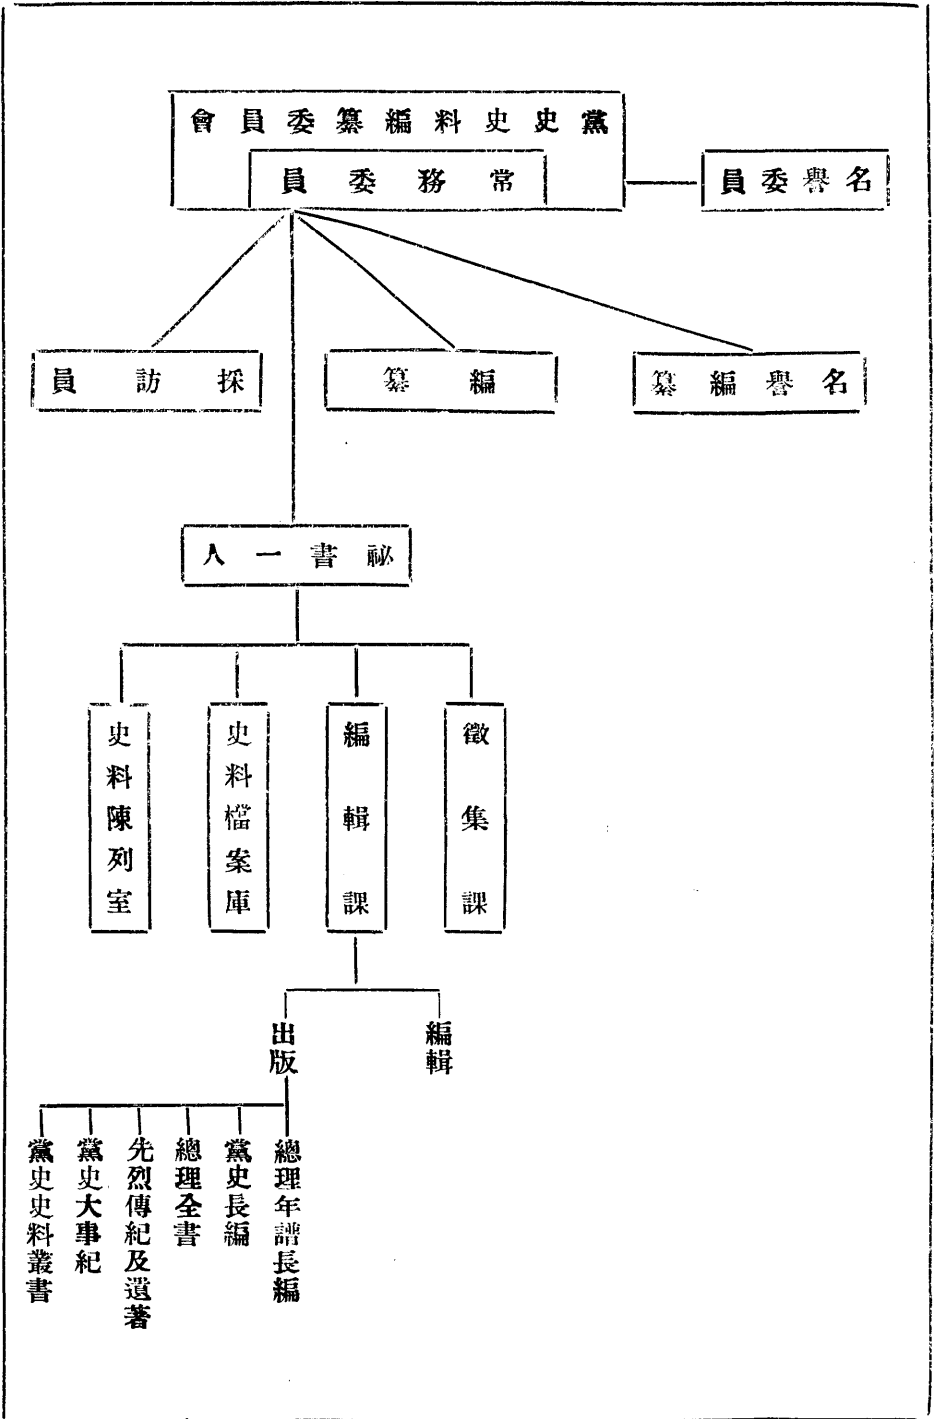 黨史史料編纂委員會
常務委員
名譽委員
名譽編纂
編纂
採訪員
祕書一人
徵集課
編輯課
史料檔案庫
史料陳列室
編輯
出版
總理年譜長編
黨史長編
總理全書
先烈傳紀及遺著
黨史大事紀
黨史史料叢書